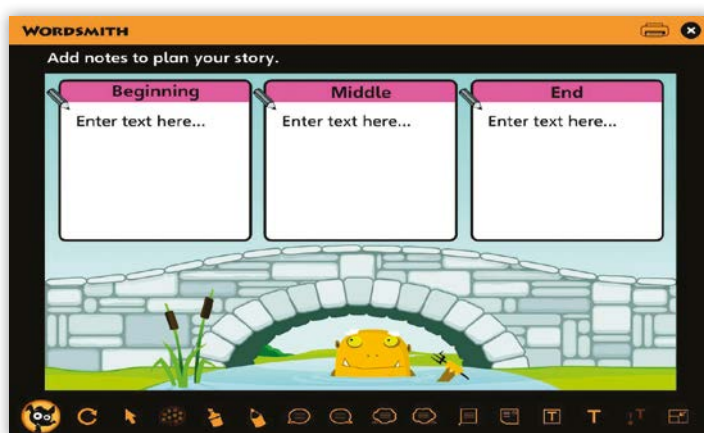 WORDSMITH
Add notes to plan your story.
Beginning
Middle
End
Enter text here...
Enter text here...
Enter text here...
T
T
T